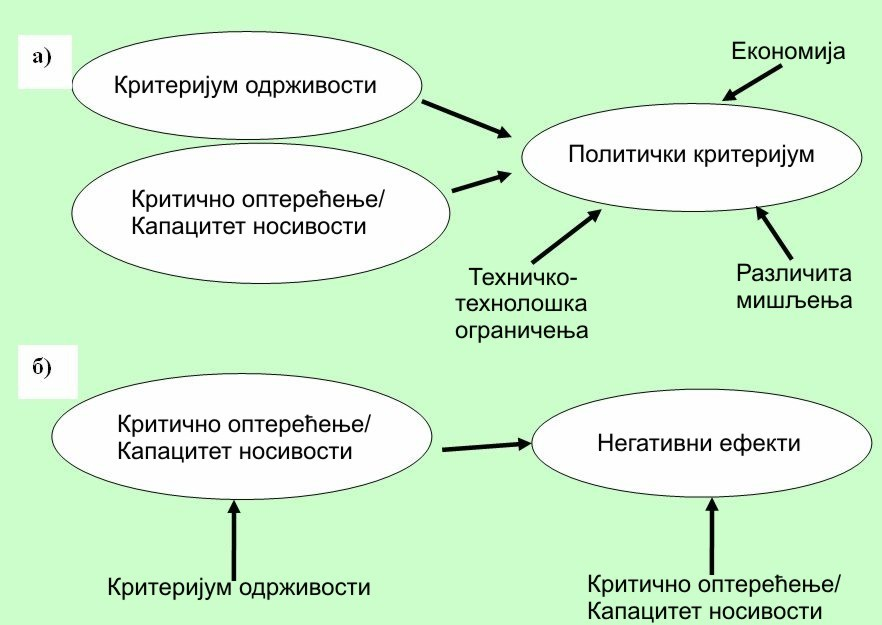 а)
Критеријум одрживости
Економија
Политички критеријум
Критично оптерећење/
Капацитет носивости
Техничко-
технолошка
ограничења
Различита
мишљења
б)
Критично оптерећење/
Капацитет носивости
Негативни ефекти
Критеријум одрживости
Критично оптерећење/
Капацитет носивости